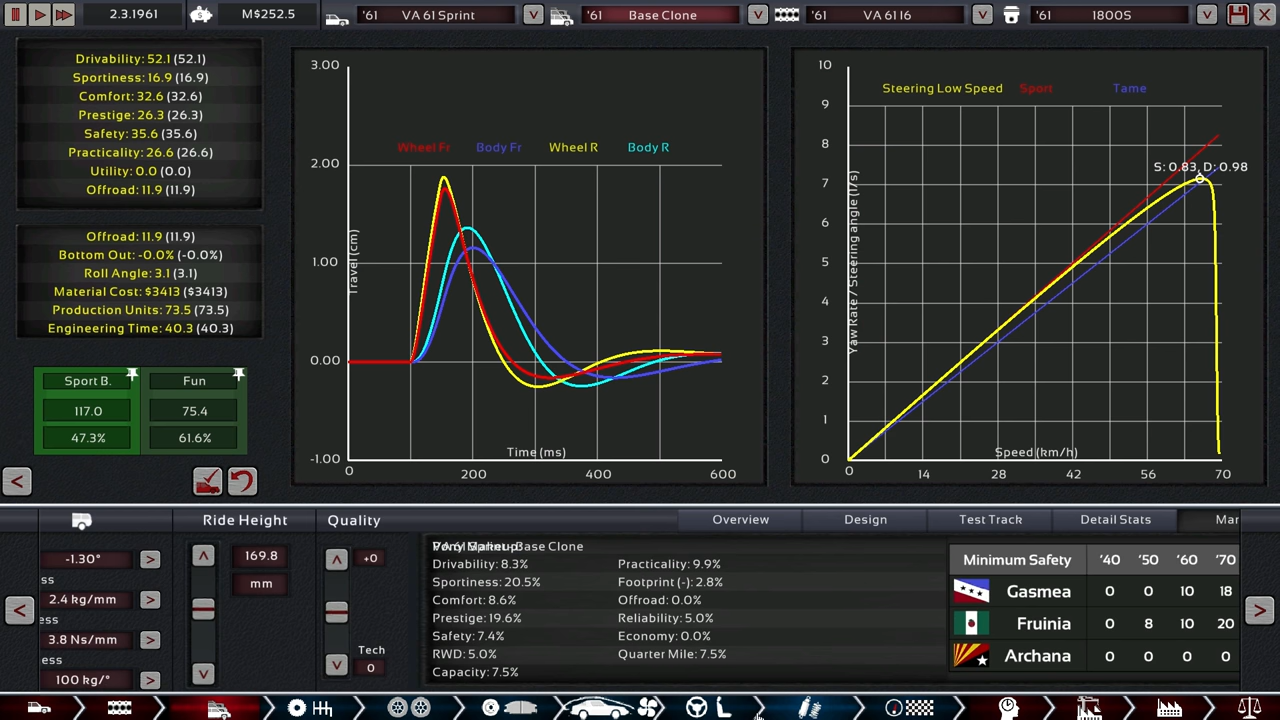 2.3.1961
M$252.5
'61 VA 61 Sprint
'61 Base Clone
'61 VA 61 I6
'61 1800S
Drivability: 52.1 (52.1)
Sportiness: 16.9 (16.9)
Comfort: 32.6 (32.6)
Prestige: 26.3 (26.3)
Safety: 35.6 (35.6)
Practicality: 26.6 (26.6)
Utility: 0.0 (0.0)
Offroad: 11.9 (11.9)
Offroad: 11.9 (11.9)
Bottom Out: -0.0% (-0.0%)
Roll Angle: 3.1 (3.1)
Material Cost: $3413 ($3413)
Production Units: 73.5 (73.5)
Engineering Time: 40.3 (40.3)
Sport B. Fun
117.0 75.4
47.3% 61.6%
3.00
2.00
1.00
0.00
-1.00
Travel (cm)
Wheel Fr Body Fr Wheel R Body R
Time (ms)
0 200 400 600
10
9
8
7
6
5
4
3
2
1
0
Yaw Rate / Steering angle (1/s)
Steering Low Speed Sport Tame
S: 0.83, D: 0.98
Speed (km/h)
0 14 28 42 56 70
-1.30°
ss
2.4 kg/mm
ess
3.8 Ns/mm
ess
100 kg/°
Ride Height
169.8
mm
Quality
+0
Tech
0
Overview Design Test Track Detail Stats Mar
Base Clone
Drivability: 8.3%
Sportiness: 20.5%
Comfort: 8.6%
Prestige: 19.6%
Safety: 7.4%
RWD: 5.0%
Capacity: 7.5%
Practicality: 9.9%
Footprint (-): 2.8%
Offroad: 0.0%
Reliability: 5.0%
Economy: 0.0%
Quarter Mile: 7.5%
Minimum Safety '40 '50 '60 '70
Gasmea 0 0 10 18
Fruinia 0 8 10 20
Archana 0 0 0 0